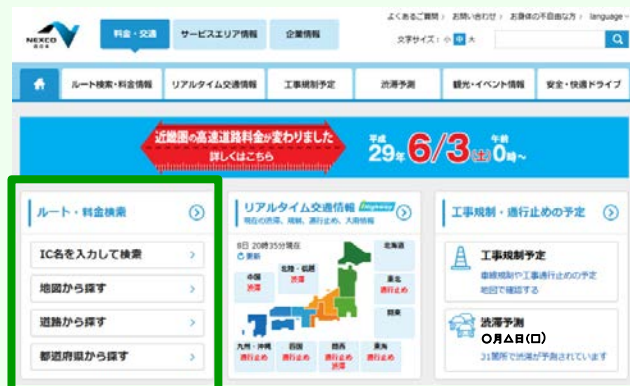 よくあるご質問 お問い合わせ お身体の不自由な方 language
NEXCO
西日本
料金・交通
サービスエリア情報
企業情報
文字サイズ： 小 中 大
ルート検索・料金情報
リアルタイム交通情報
工事規制予定
渋滞予測
観光・イベント情報
安全・快適ドライブ
近畿圏の高速道路料金が変わりました
詳しくはこちら
平成29年 6/3(土) 午前0時～
ルート・料金検索
IC名を入力して検索
地図から探す
道路から探す
都道府県から探す
リアルタイム交通情報
現在の渋滞、規制、通行止め、大雨情報
8日 20時35分現在
更新
北海道
北陸・信越
渋滞
中国
渋滞
東北
通行止め
関東
九州・沖縄
通行止め
四国
通行止め
関西
通行止め
渋滞
東海
通行止め
工事規制・通行止めの予定
工事規制予定
車線規制や工事通行止めの予定
地図で確認する
渋滞予測
〇月△日(口)
31箇所で渋滞が予測されています